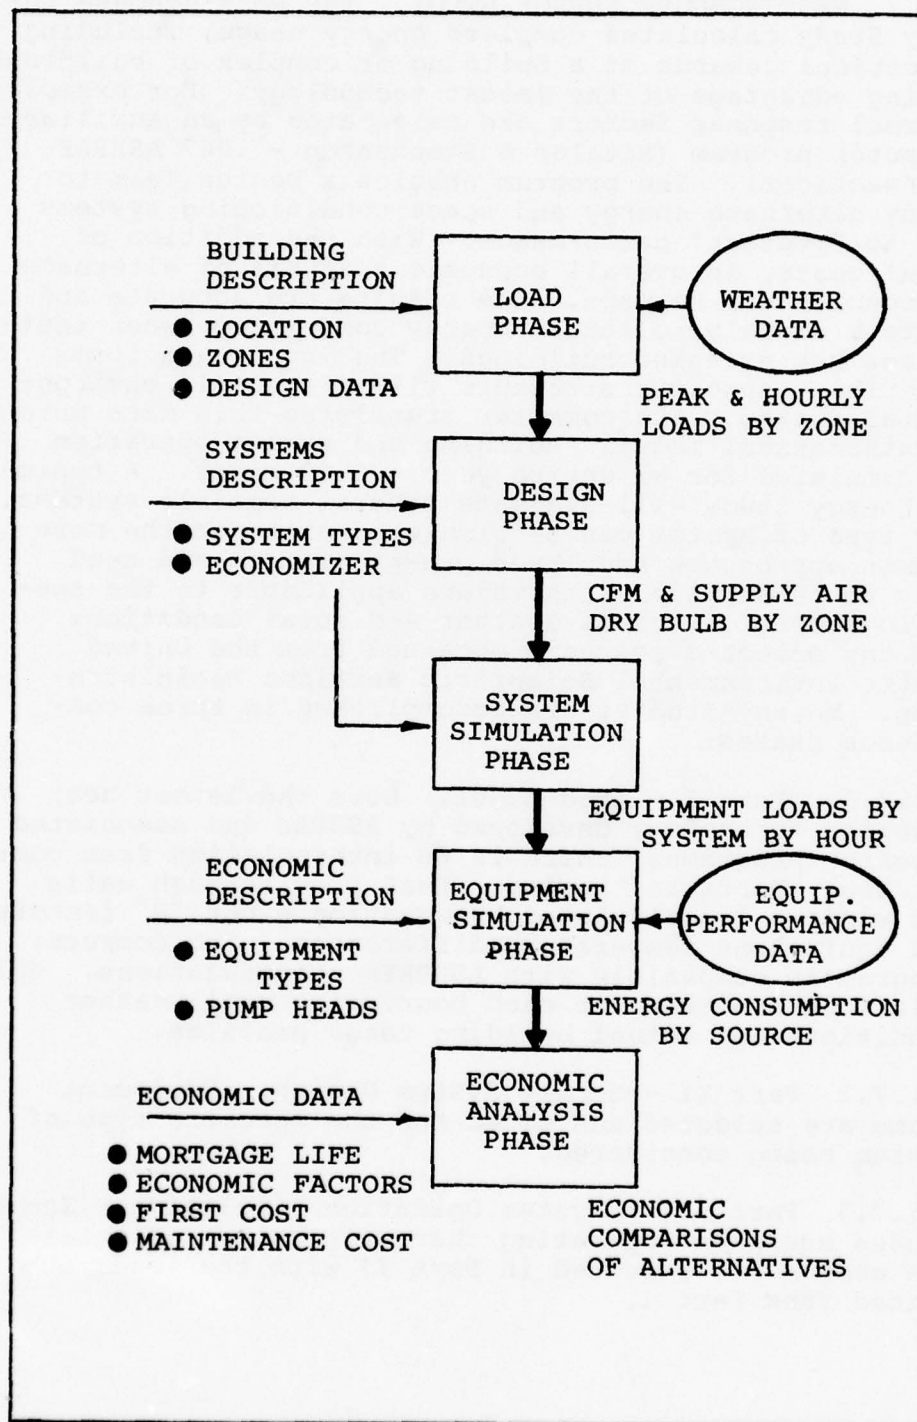 BUILDING
DESCRIPTION
● LOCATION
● ZONES
● DESIGN DATA
LOAD
PHASE
WEATHER
DATA
PEAK & HOURLY
LOADS BY ZONE
SYSTEMS
DESCRIPTION
● SYSTEM TYPES
● ECONOMIZER
DESIGN
PHASE
CFM & SUPPLY AIR
DRY BULB BY ZONE
SYSTEM
SIMULATION
PHASE
EQUIPMENT LOADS BY
SYSTEM BY HOUR
ECONOMIC
DESCRIPTION
● EQUIPMENT
TYPES
● PUMP HEADS
EQUIPMENT
SIMULATION
PHASE
EQUIP.
PERFORMANCE
DATA
ENERGY CONSUMPTION
BY SOURCE
ECONOMIC DATA
● MORTGAGE LIFE
● ECONOMIC FACTORS
● FIRST COST
● MAINTENANCE COST
ECONOMIC
ANALYSIS
PHASE
ECONOMIC
COMPARISONS
OF ALTERNATIVES